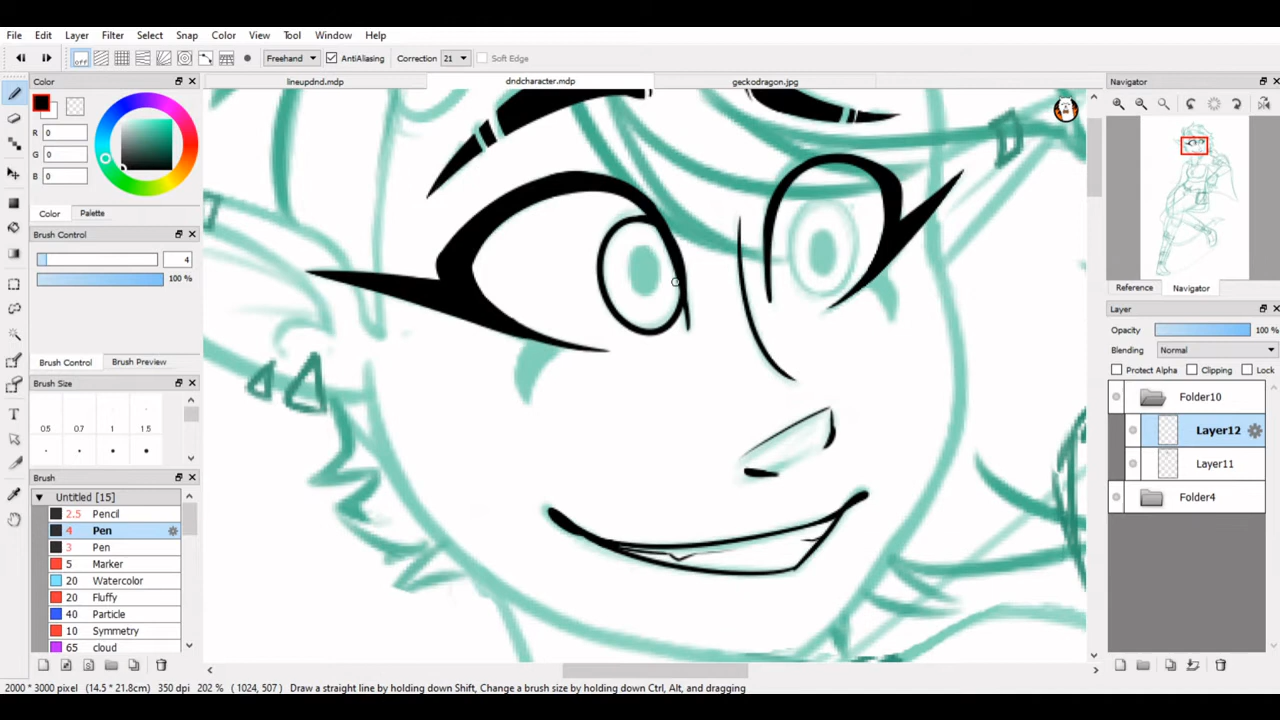 File Edit Layer Filter Select Snap Color View Tool Window Help
off Freehand AntiAliasing Correction 21 Soft Edge
Color
R 0
G 0
B 0
Color Palette
Brush Control
4
100 %
Brush Control Brush Preview
Brush Size
05 07 1 1.5
Brush
Untitled [15]
2.5 Pencil
4 Pen
3 Pen
5 Marker
20 Watercolor
20 Fluffy
40 Particle
10 Symmetry
65 cloud
lineupdnd.mdp dndcharacter.mdp geckodragon.jpg
Navigator
Reference Navigator
Layer
Opacity 100 %
Blending Normal
Protect Alpha Clipping Lock
Folder10
Layer12
Layer11
Folder4
2000 * 3000 pixel (14.5 * 21.8cm) 350 dpi 202 % ( 1024, 507 ) Draw a straight line by holding down Shift, Change a brush size by holding down Ctrl, Alt, and dragging